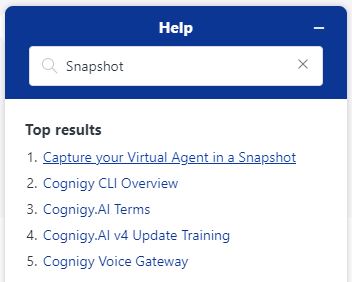 Help
Snapshot
Top results
1. Capture your Virtual Agent in a Snapshot
2. Cognigy CLI Overview
3. Cognigy.AI Terms
4. Cognigy.AI v4 Update Training
5. Cognigy Voice Gateway